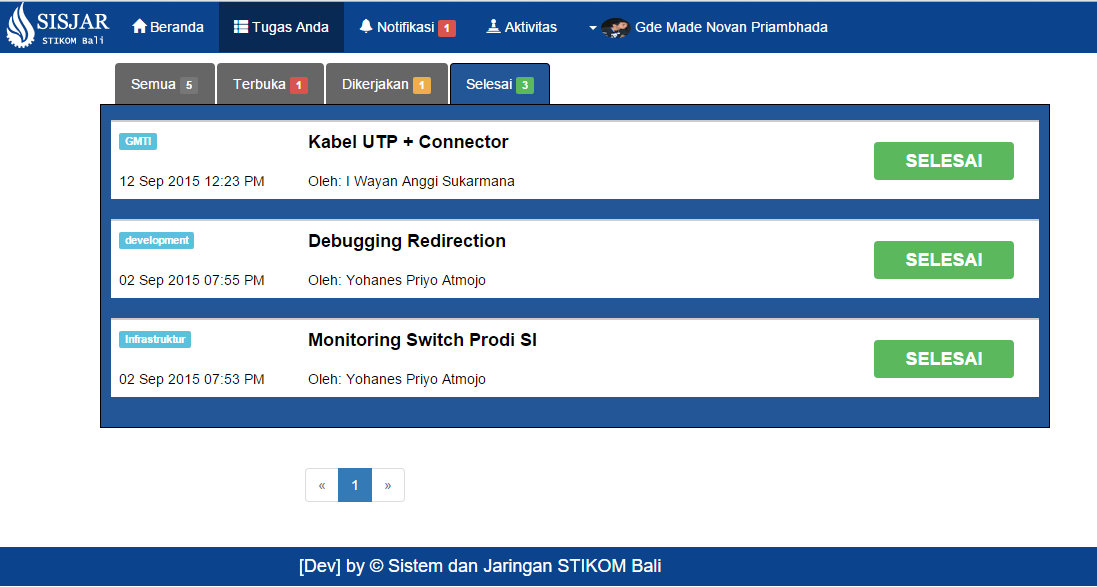 SISJAR
STIKOM Bali
Beranda
Tugas Anda
Notifikasi 1
Aktivitas
Gde Made Novan Priambhada
Semua 5
Terbuka 1
Dikerjakan 1
Selesai 3
GMTI
Kabel UTP + Connector
SELESAI
12 Sep 2015 12:23 PM
Oleh: I Wayan Anggi Sukarmana
development
Debugging Redirection
SELESAI
02 Sep 2015 07:55 PM
Oleh: Yohanes Priyo Atmojo
Infrastruktur
Monitoring Switch Prodi SI
SELESAI
02 Sep 2015 07:53 PM
Oleh: Yohanes Priyo Atmojo
« 1 »
[Dev] by © Sistem dan Jaringan STIKOM Bali